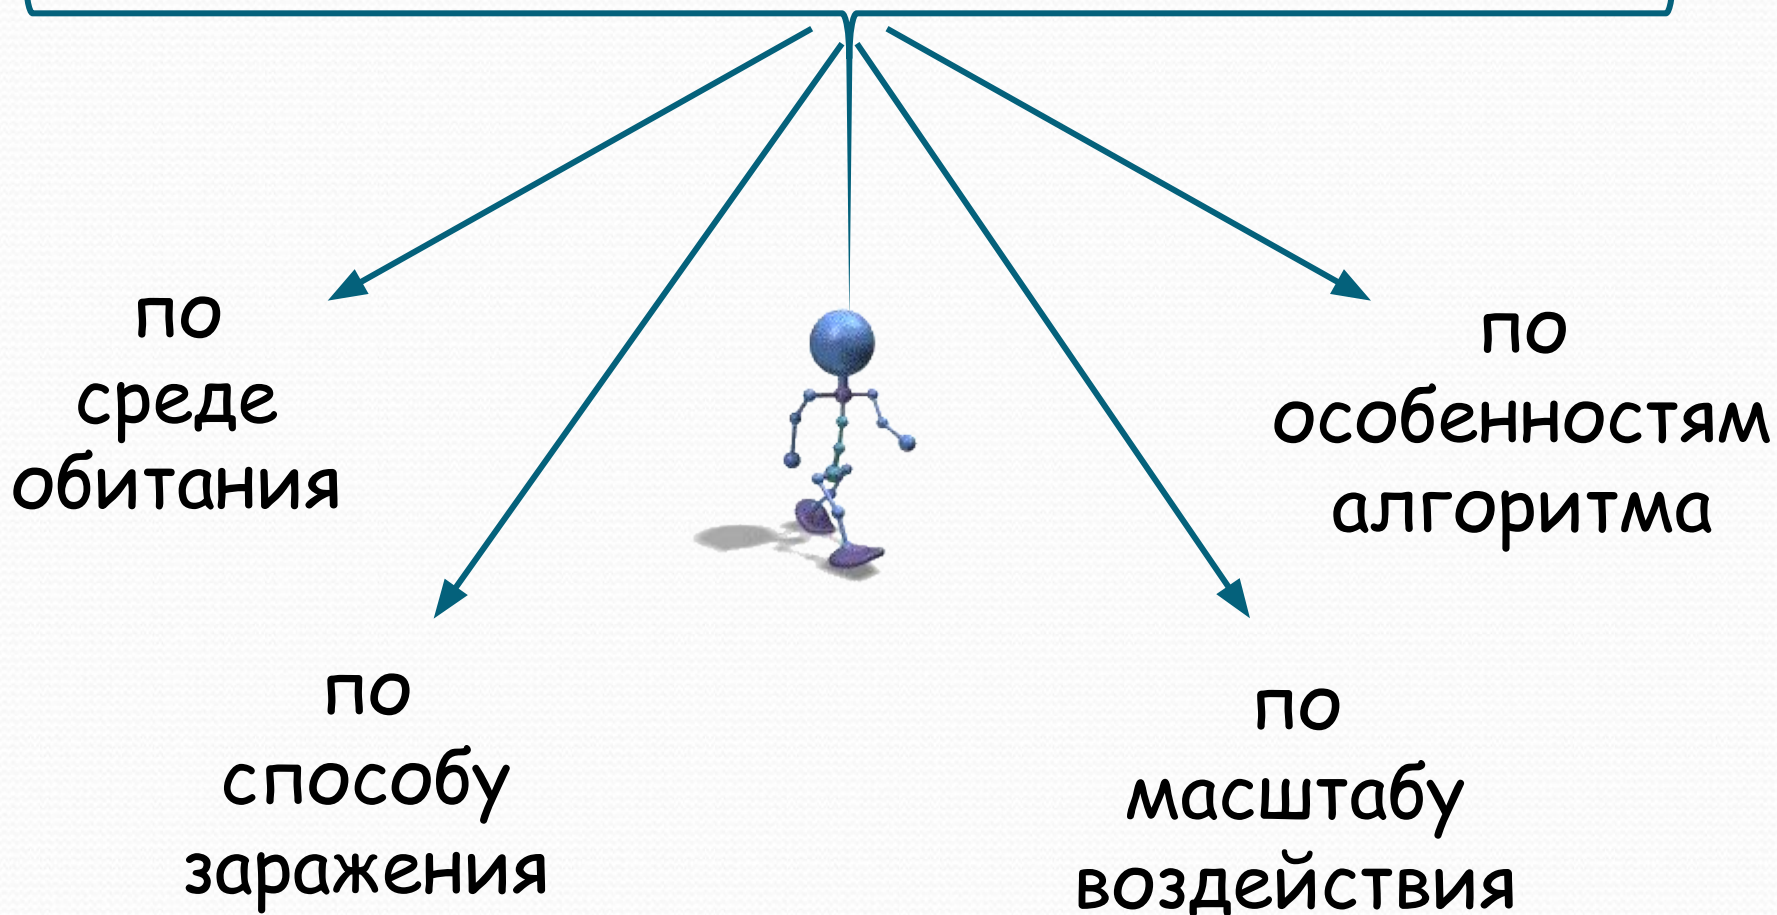 по
среде
обитания
по
способу
заражения
по
масштабу
воздействия
по
особенностям
алгоритма